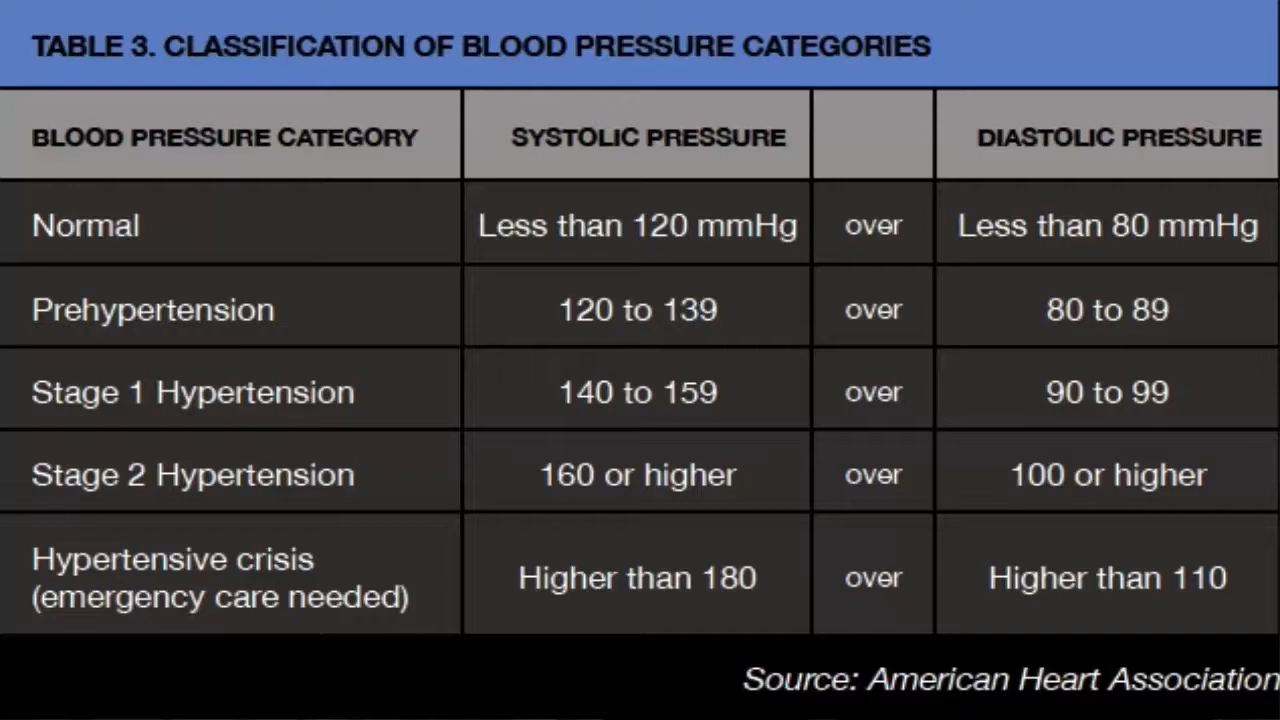 TABLE 3. CLASSIFICATION OF BLOOD PRESSURE CATEGORIES
BLOOD PRESSURE CATEGORY SYSTOLIC PRESSURE DIASTOLIC PRESSURE
Normal Less than 120 mmHg over Less than 80 mmHg
Prehypertension 120 to 139 over 80 to 89
Stage 1 Hypertension 140 to 159 over 90 to 99
Stage 2 Hypertension 160 or higher over 100 or higher
Hypertensive crisis
(emergency care needed) Higher than 180 over Higher than 110
Source: American Heart Association